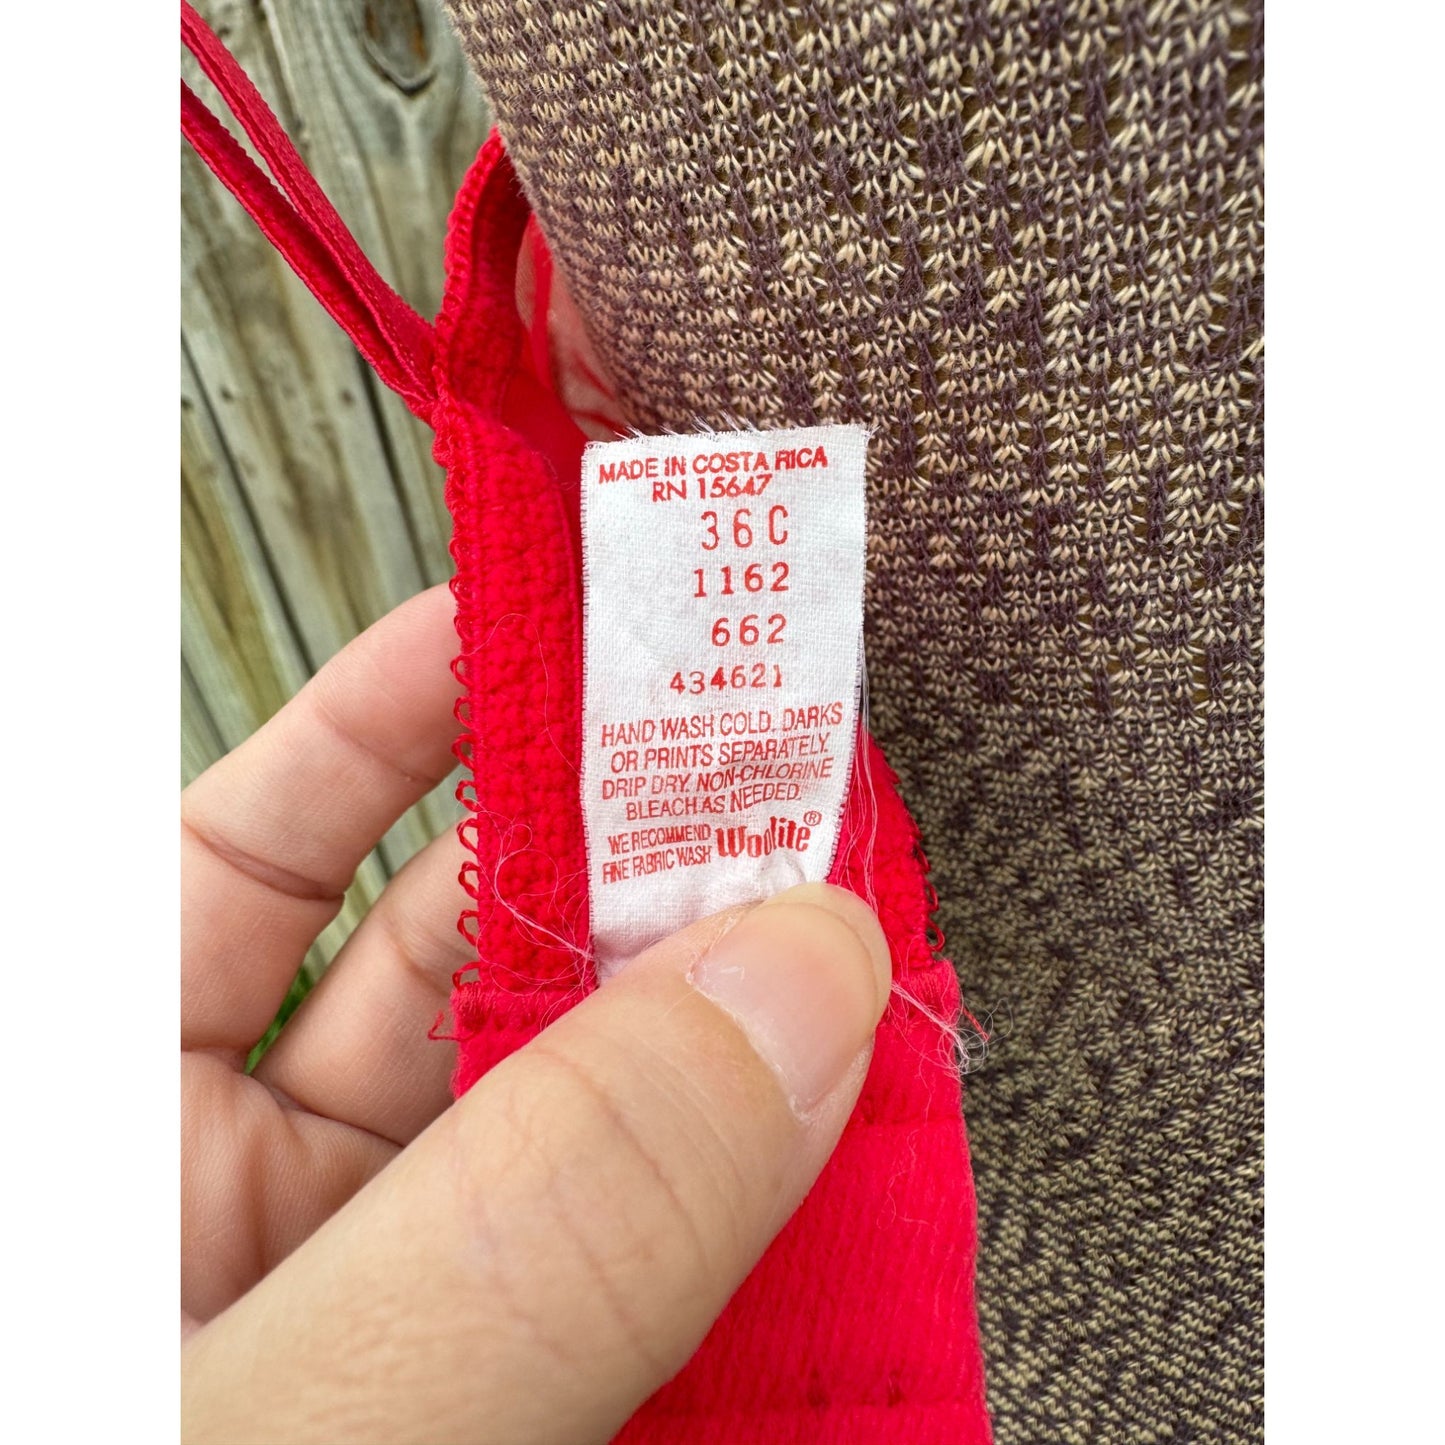 MADE IN COSTA RICA
RN 15647
36C
1162
662
434621
HAND WASH COLD. DARKS
OR PRINTS SEPARATELY.
DRIP DRY. NON-CHLORINE
BLEACH AS NEEDED.
WE RECOMMEND Woolite®
FINE FABRIC WASH